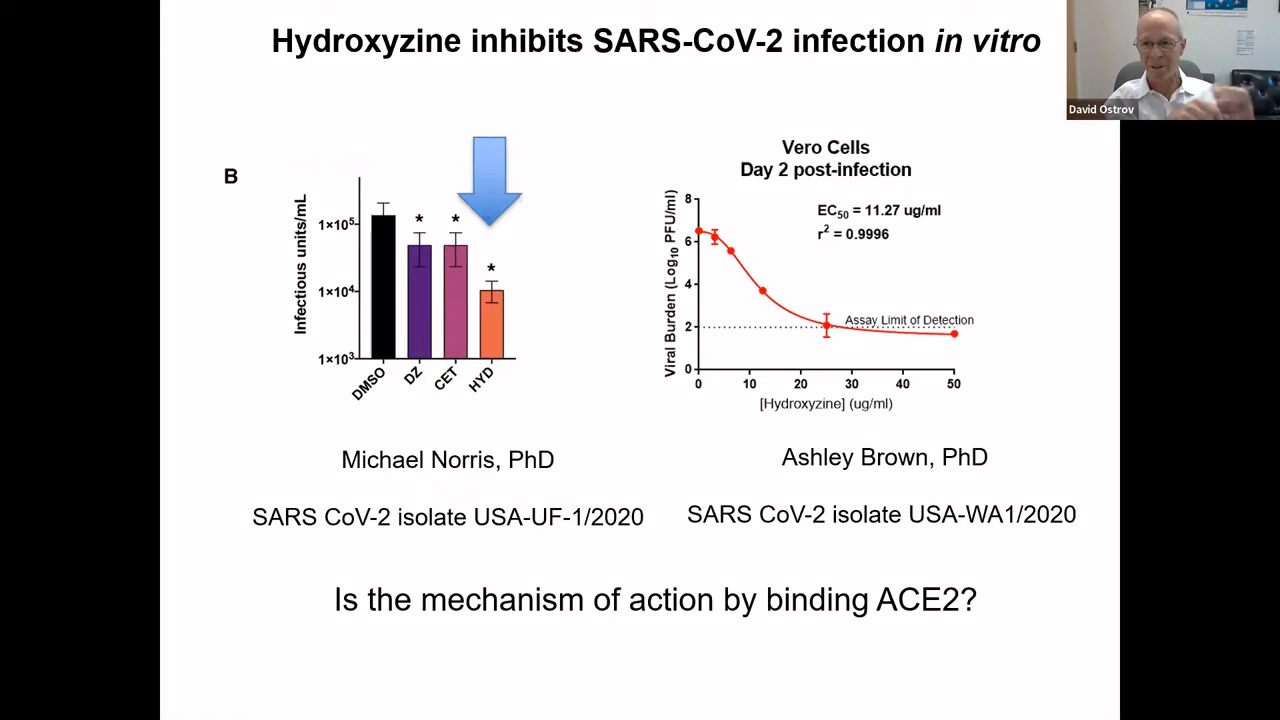 Hydroxyzine inhibits SARS-CoV-2 infection in vitro
David Ostrov
B
Infectious units/mL
1×10⁵
1×10⁴
1×10³
*
*
*
DMSO
DZ
CET
HYD
Vero Cells
Day 2 post-infection
Viral Burden (Log₁₀ PFU/ml)
8
6
4
2
0
EC₅₀ = 11.27 ug/ml
r² = 0.9996
Assay Limit of Detection
0 10 20 30 40 50
[Hydroxyzine] (ug/ml)
Michael Norris, PhD
Ashley Brown, PhD
SARS CoV-2 isolate USA-UF-1/2020
SARS CoV-2 isolate USA-WA1/2020
Is the mechanism of action by binding ACE2?